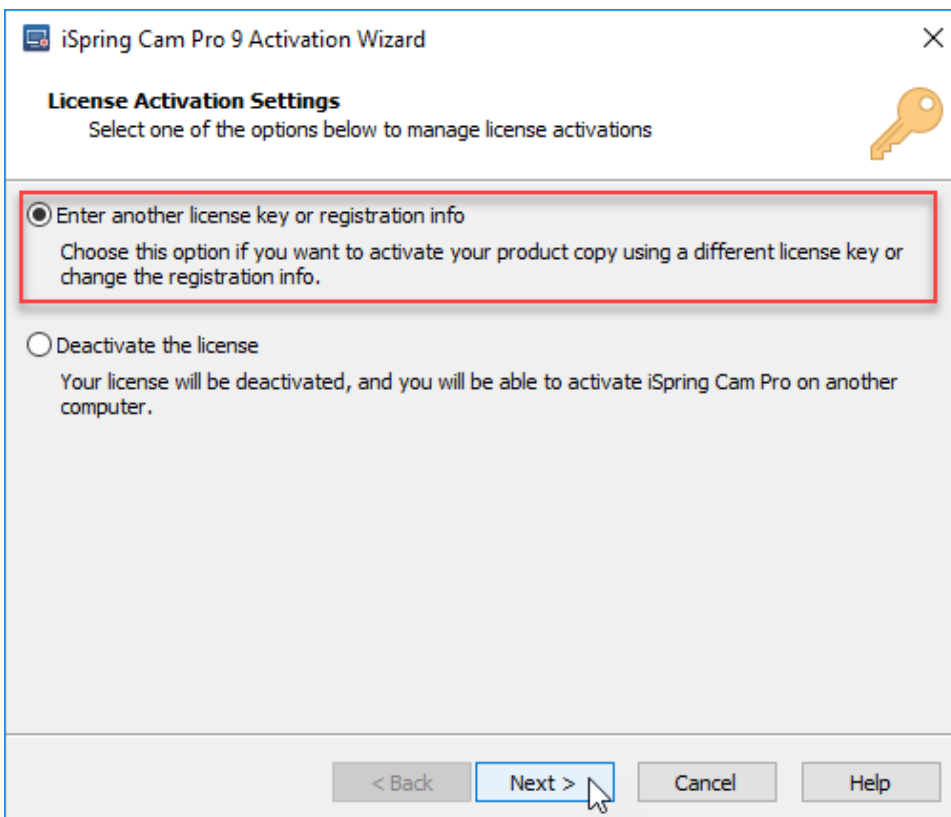 iSpring Cam Pro 9 Activation Wizard
License Activation Settings
Select one of the options below to manage license activations
Enter another license key or registration info
Choose this option if you want to activate your product copy using a different license key or
change the registration info.
Deactivate the license
Your license will be deactivated, and you will be able to activate iSpring Cam Pro on another
computer.
< Back Next > Cancel Help